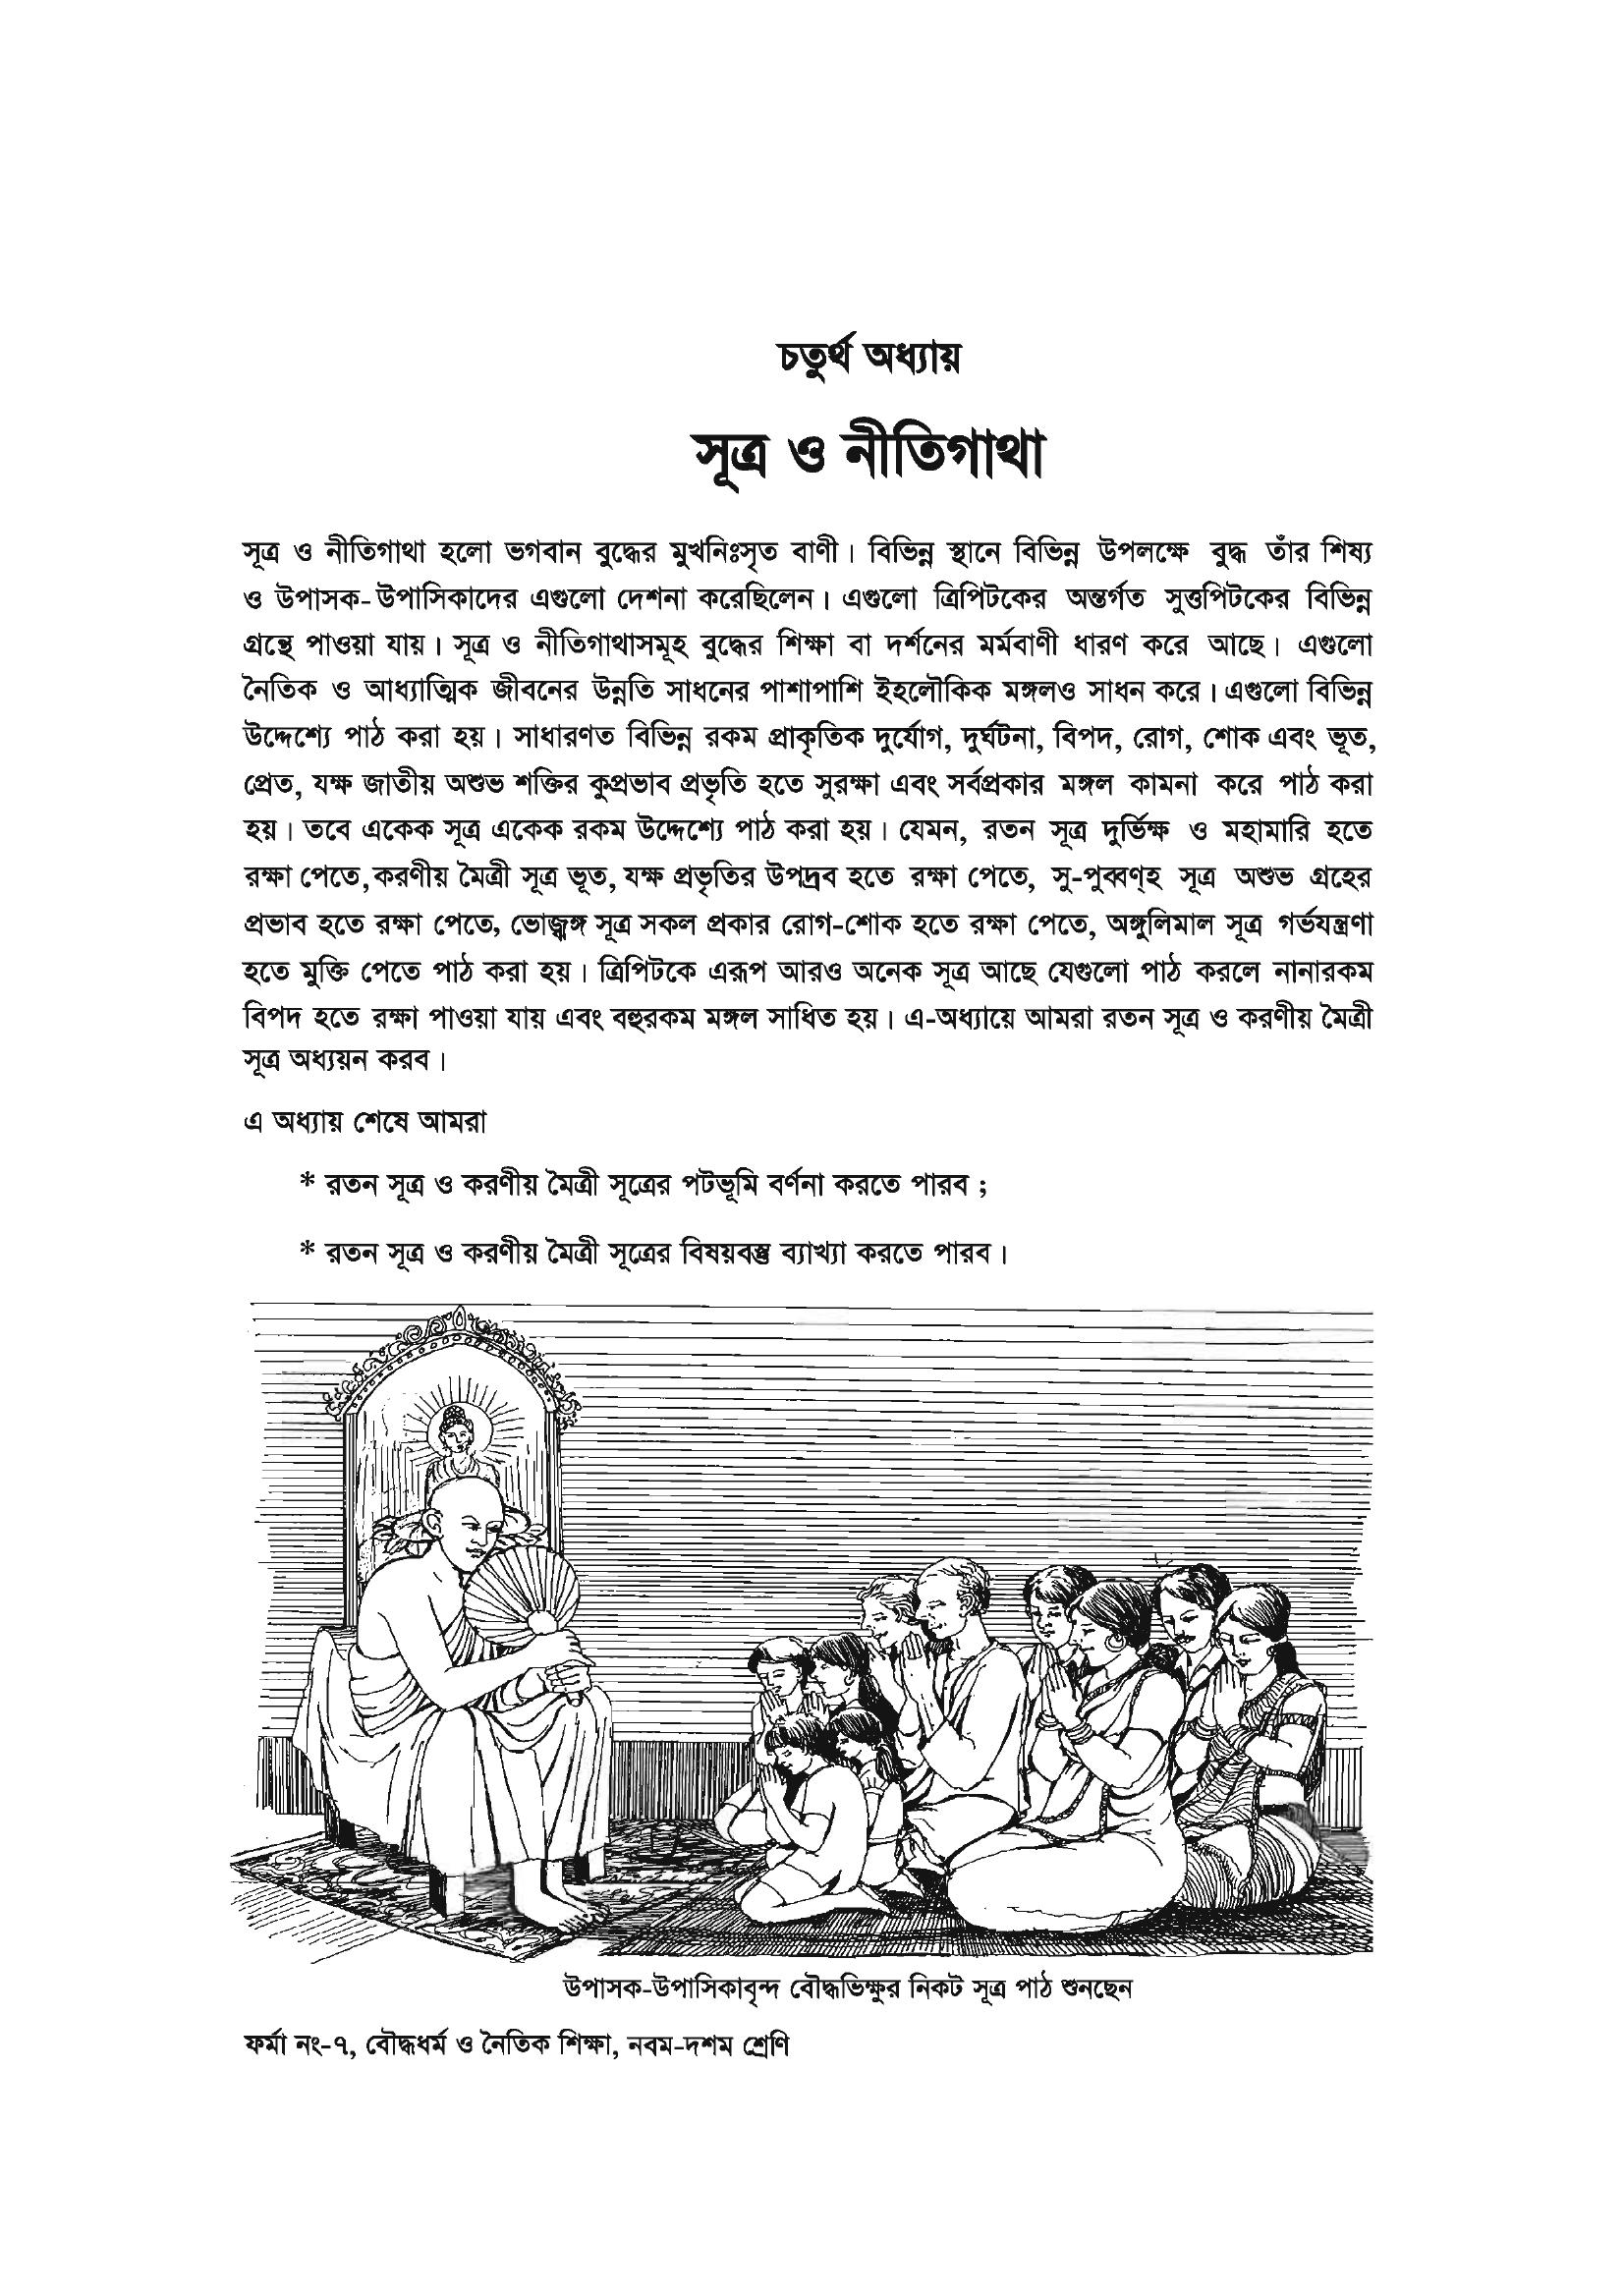 চতুর্থ অধ্যায়
সূত্র ও নীতিগাথা
সূত্র ও নীতিগাথা হলো ভগবান বুদ্ধের মুখনিঃসৃত বাণী। বিভিন্ন স্থানে বিভিন্ন উপলক্ষে বুদ্ধ তাঁর শিষ্য
ও উপাসক-উপাসিকাদের এগুলো দেশনা করেছিলেন। এগুলো ত্রিপিটকের অন্তর্গত সুত্তপিটকের বিভিন্ন
গ্রন্থে পাওয়া যায়। সূত্র ও নীতিগাথাসমূহ বুদ্ধের শিক্ষা বা দর্শনের মর্মবাণী ধারণ করে আছে। এগুলো
নৈতিক ও আধ্যাত্মিক জীবনের উন্নতি সাধনের পাশাপাশি ইহলৌকিক মঙ্গলও সাধন করে। এগুলো বিভিন্ন
উদ্দেশ্যে পাঠ করা হয়। সাধারণত বিভিন্ন রকম প্রাকৃতিক দুর্যোগ, দুর্ঘটনা, বিপদ, রোগ, শোক এবং ভূত,
প্রেত, যক্ষ জাতীয় অশুভ শক্তির কুপ্রভাব প্রভৃতি হতে সুরক্ষা এবং সর্বপ্রকার মঙ্গল কামনা করে পাঠ করা
হয়। তবে একেক সূত্র একেক রকম উদ্দেশ্যে পাঠ করা হয়। যেমন, রতন সূত্র দুর্ভিক্ষ ও মহামারি হতে
রক্ষা পেতে, করণীয় মৈত্রী সূত্র ভূত, যক্ষ প্রভৃতির উপদ্রব হতে রক্ষা পেতে, সু-পুব্বণ্হ সূত্র অশুভ গ্রহের
প্রভাব হতে রক্ষা পেতে, ভোজ্ঝঙ্গ সূত্র সকল প্রকার রোগ-শোক হতে রক্ষা পেতে, অঙ্গুলিমাল সূত্র গর্ভযন্ত্রণা
হতে মুক্তি পেতে পাঠ করা হয়। ত্রিপিটকে এরূপ আরও অনেক সূত্র আছে যেগুলো পাঠ করলে নানারকম
বিপদ হতে রক্ষা পাওয়া যায় এবং বহুরকম মঙ্গল সাধিত হয়। এ-অধ্যায়ে আমরা রতন সূত্র ও করণীয় মৈত্রী
সূত্র অধ্যয়ন করব।
এ অধ্যায় শেষে আমরা
* রতন সূত্র ও করণীয় মৈত্রী সূত্রের পটভূমি বর্ণনা করতে পারব ;
* রতন সূত্র ও করণীয় মৈত্রী সূত্রের বিষয়বস্তু ব্যাখ্যা করতে পারব।
উপাসক-উপাসিকাবৃন্দ বৌদ্ধভিক্ষুর নিকট সূত্র পাঠ শুনছেন
ফর্মা নং-৭, বৌদ্ধধর্ম ও নৈতিক শিক্ষা, নবম-দশম শ্রেণি